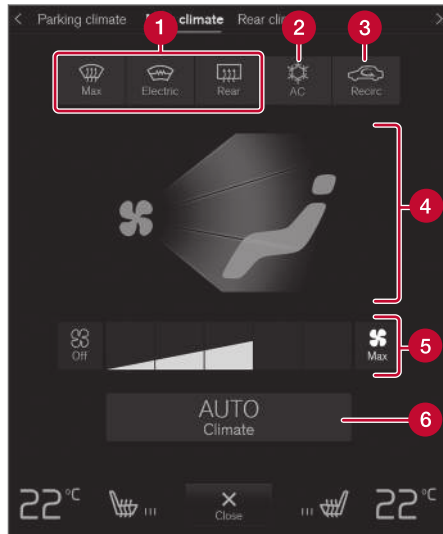 Parking climate climate Rear
1 2 3
Max Electric Rear AC Recirc
4
Off Max 5
AUTO 6
Climate
22°C Close 22°C